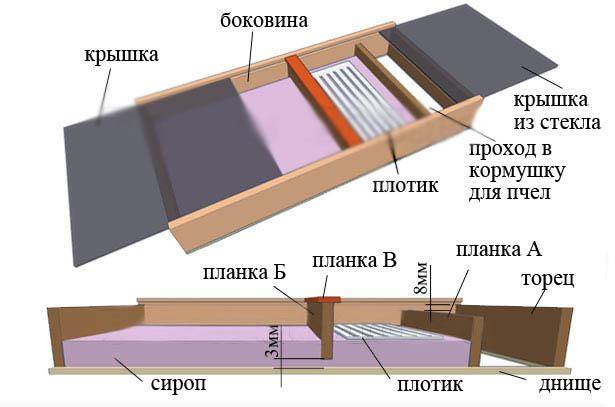 боковина
крышка
крышка
из стекла
проход в
кормушку
для пчел
плотик
планка Б
планка В
8мм
планка А
торец
3мм
сироп
плотик
днище